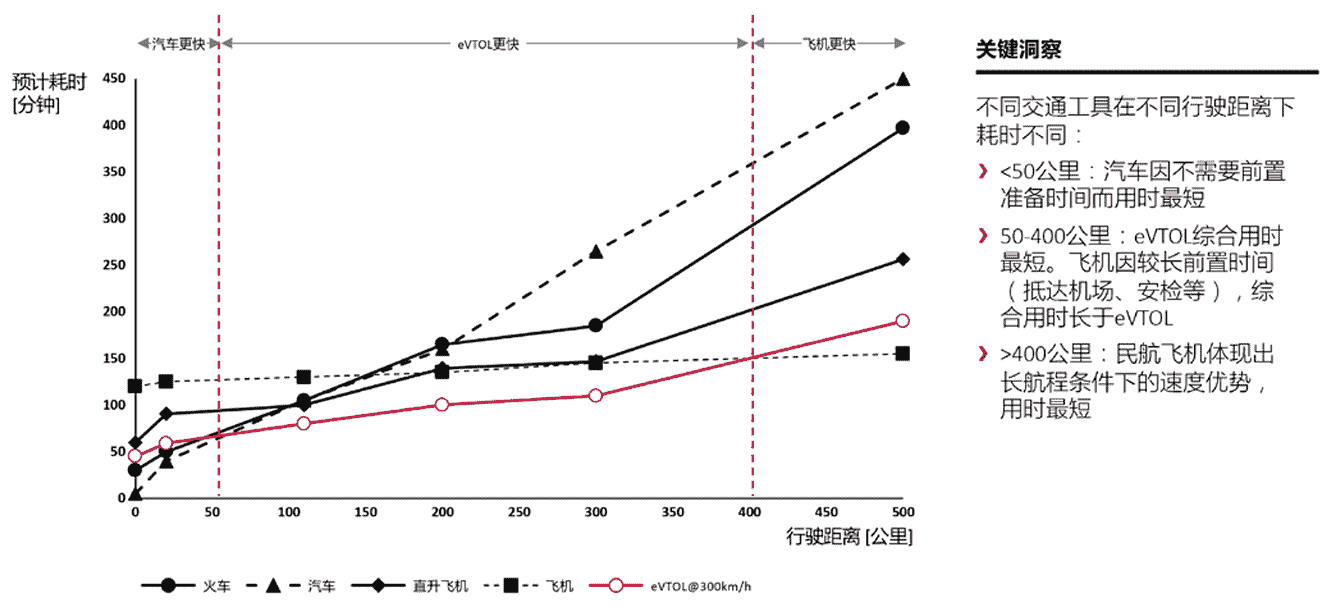 汽车更快
eVTOL更快
飞机更快
预计耗时
[分钟]
450
400
350
300
250
200
150
100
50
0
0 50 100 150 200 250 300 350 400 450 500
行驶距离 [公里]
火车 汽车 直升飞机 飞机 eVTOL@300km/h
关键洞察
不同交通工具在不同行驶距离下
耗时不同：
<50公里：汽车因不需要前置
准备时间而用时最短
50-400公里：eVTOL综合用时
最短。飞机因较长前置时间
（抵达机场、安检等），综
合用时长于eVTOL
>400公里：民航飞机体现出
长航程条件下的速度优势，
用时最短